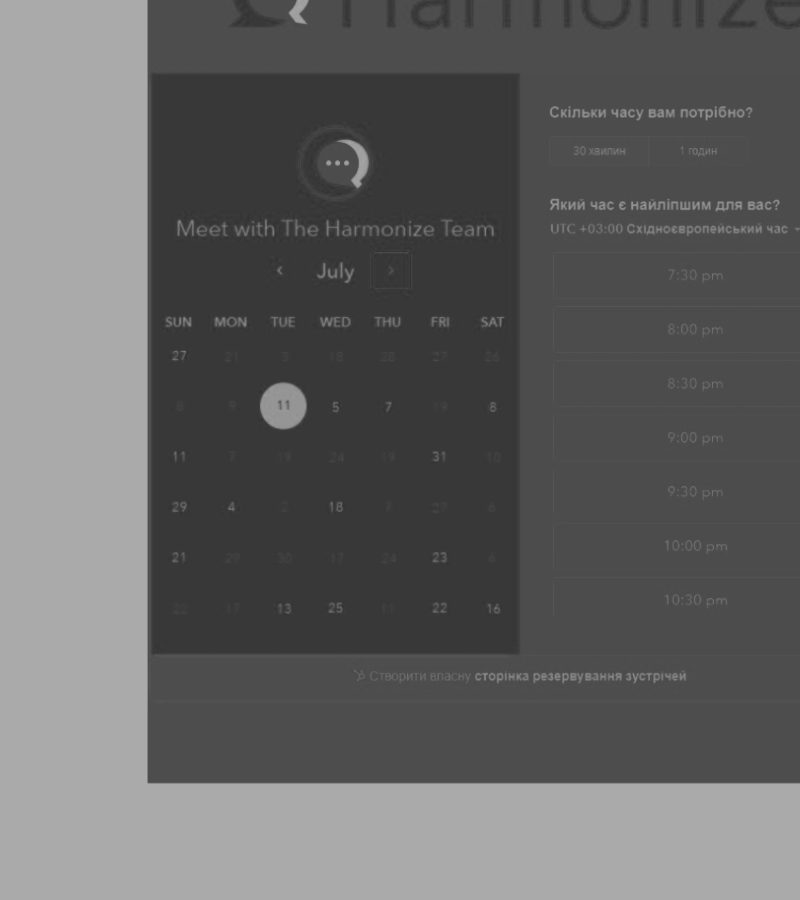 Harmonize
Meet with The Harmonize Team
July
SUN MON TUE WED THU FRI SAT
27 21 5 18 28 27 26
8 9 11 5 7 19 8
11 7 19 24 19 31 10
29 4 2 18 7 27 6
21 29 30 17 24 23 6
22 17 13 25 11 22 16
Скільки часу вам потрібно?
30 хвилин 1 годин
Який час є найліпшим для вас?
UTC +03:00 Східноєвропейський час
7:30 pm
8:00 pm
8:30 pm
9:00 pm
9:30 pm
10:00 pm
10:30 pm
Створити власну сторінка резервування зустрічей